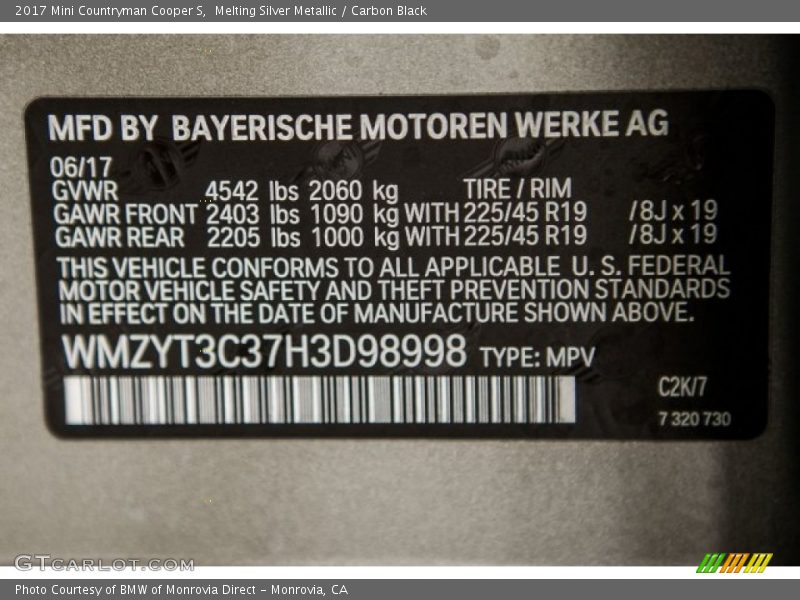 2017 Mini Countryman Cooper S,  Melting Silver Metallic / Carbon Black
MFD BY BAYERISCHE MOTOREN WERKE AG
06/17
GVWR 4542 lbs 2060 kg TIRE / RIM
GAWR FRONT 2403 lbs 1090 kg WITH 225/45 R19 /8J x 19
GAWR REAR 2205 lbs 1000 kg WITH 225/45 R19 /8J x 19
THIS VEHICLE CONFORMS TO ALL APPLICABLE U. S. FEDERAL
MOTOR VEHICLE SAFETY AND THEFT PREVENTION STANDARDS
IN EFFECT ON THE DATE OF MANUFACTURE SHOWN ABOVE.
WMZYT3C37H3D98998 TYPE: MPV
C2K/7
7 320 730
GTCARLOT.COM
Photo Courtesy of BMW of Monrovia Direct - Monrovia, CA